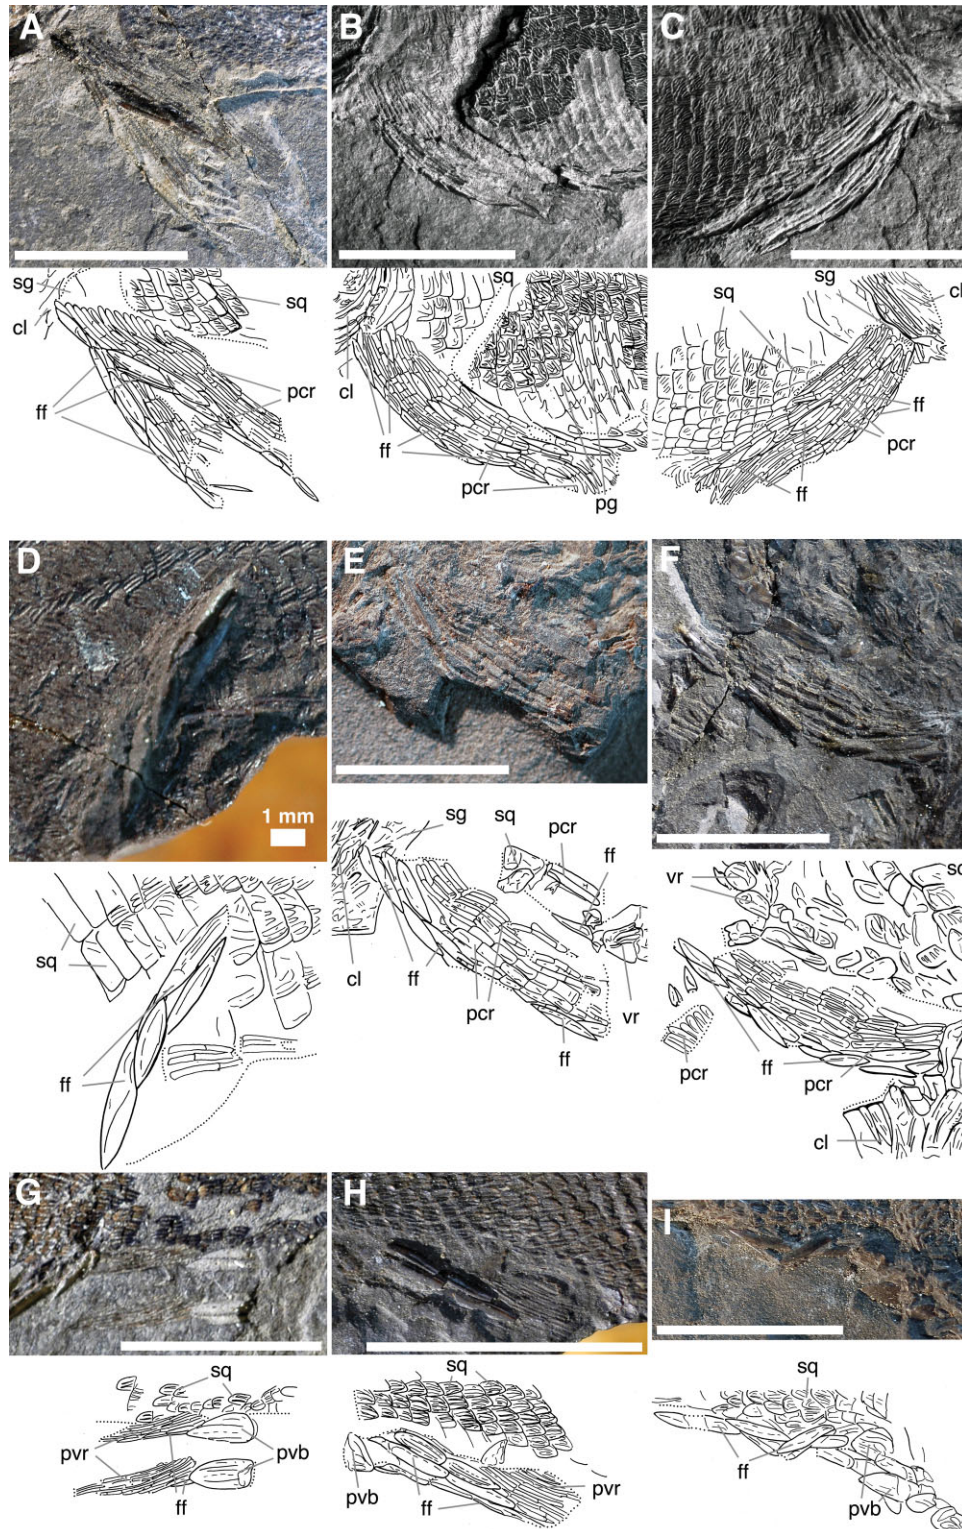 A
B
C
sg
cl
sq
ff
pcr
cl
ff
sq
pcr
pg
sg
cl
sq
ff
pcr
ff
D
E
F
1 mm
sq
ff
sg
sq
pcr
ff
cl
ff
pcr
vr
ff
vr
sq
pcr
ff
pcr
cl
G
H
I
sq
pvr
pvb
ff
sq
pvb
ff
pvr
sq
ff
pvb